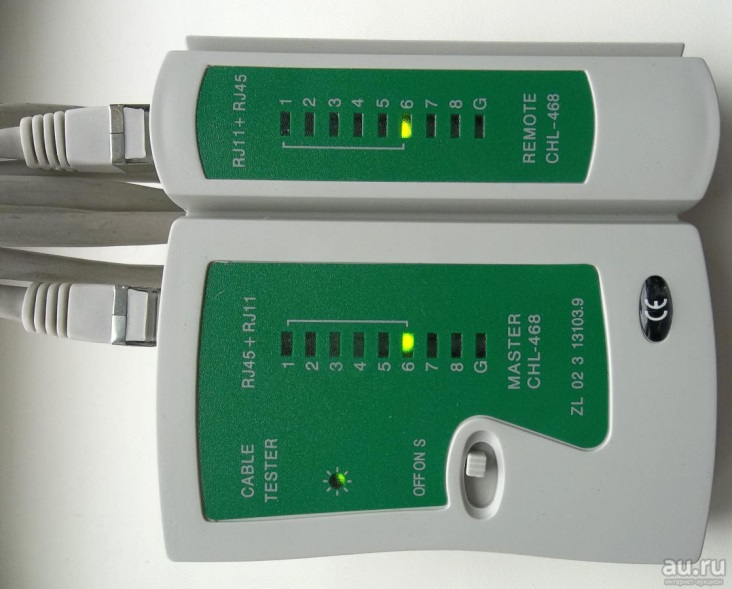 RJ11 + RJ45
1 2 3 4 5 6 7 8 G
REMOTE
CHL-468
RJ45 + RJ11
1 2 3 4 5 6 7 8 G
MASTER
CHL-468
ZL 02 3 13103.9
CE
CABLE
TESTER
OFF ON S
au.ru
интернет-аукцион